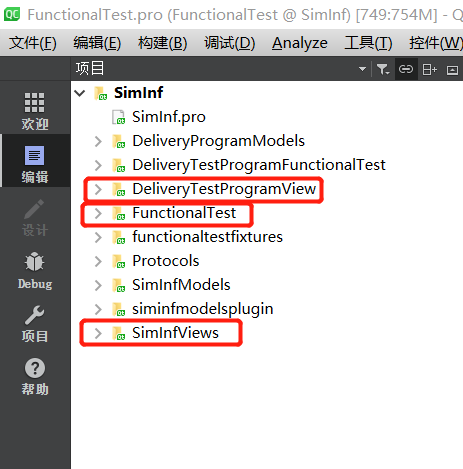 QC FunctionalTest.pro (FunctionalTest @ SimInf) [749:754M] - Q
文件(F) 编辑(E) 构建(B) 调试(D) Analyze 工具(T) 控件(W)
项目
欢迎
编辑
设计
Debug
项目
帮助
SimInf
SimInf.pro
DeliveryProgramModels
DeliveryTestProgramFunctionalTest
DeliveryTestProgramView
FunctionalTest
functionaltestfixtures
Protocols
SimInfModels
siminfmodelsplugin
SimInfViews